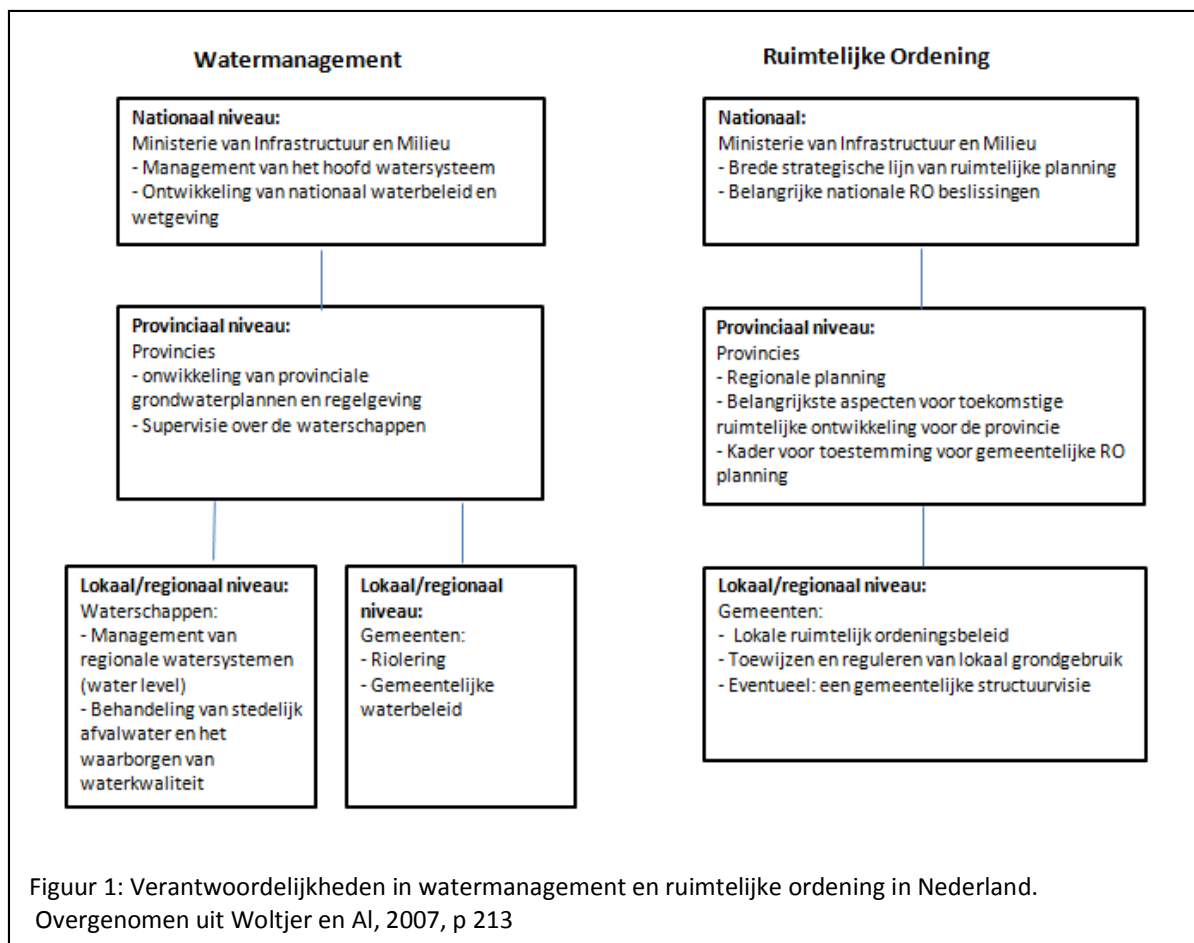 Watermanagement
Nationaal niveau:
Ministerie van Infrastructuur en Milieu
- Management van het hoofd watersysteem
- Ontwikkeling van nationaal waterbeleid en
wetgeving
Provinciaal niveau:
Provincies
- onwikkeling van provinciale
grondwaterplannen en regelgeving
- Supervisie over de waterschappen
Lokaal/regionaal niveau:
Waterschappen:
- Management van
regionale watersystemen
(water level)
- Behandeling van stedelijk
afvalwater en het
waarborgen van
waterkwaliteit
Lokaal/regionaal
niveau:
Gemeenten:
- Riolering
- Gemeentelijke
waterbeleid
Ruimtelijke Ordening
Nationaal:
Ministerie van Infrastructuur en Milieu
- Brede strategische lijn van ruimtelijke planning
- Belangrijke nationale RO beslissingen
Provinciaal niveau:
Provincies
- Regionale planning
- Belangrijkste aspecten voor toekomstige
ruimtelijke ontwikkeling voor de provincie
- Kader voor toestemming voor gemeentelijke RO
planning
Lokaal/regionaal niveau:
Gemeenten:
- Lokale ruimtelijk ordeningsbeleid
- Toewijzen en reguleren van lokaal grondgebruik
- Eventueel: een gemeentelijke structuurvisie
Figuur 1: Verantwoordelijkheden in watermanagement en ruimtelijke ordening in Nederland.
Overgenomen uit Woltjer en Al, 2007, p 213